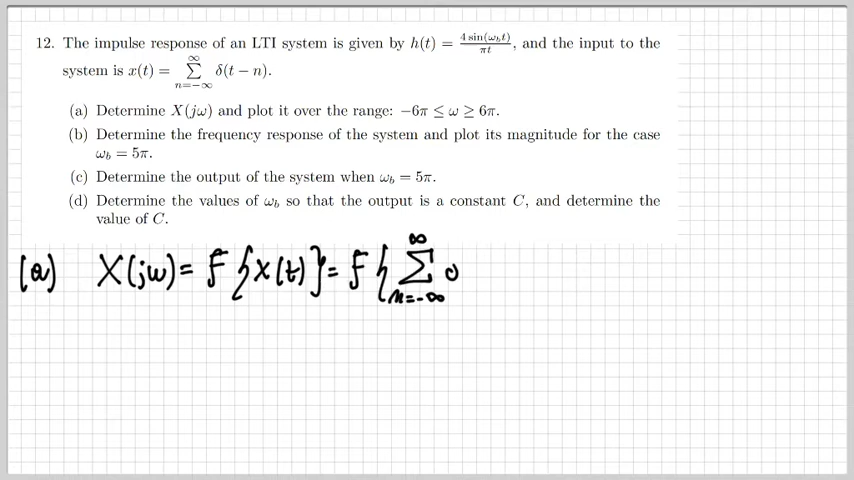 12. The impulse response of an LTI system is given by h(t) = 4 sin(ω_b t)/πt, and the input to the
system is x(t) = ∑_{n=−∞}^{∞} δ(t − n).
(a) Determine X(jω) and plot it over the range: −6π ≤ ω ≥ 6π.
(b) Determine the frequency response of the system and plot its magnitude for the case
ω_b = 5π.
(c) Determine the output of the system when ω_b = 5π.
(d) Determine the values of ω_b so that the output is a constant C, and determine the
value of C.
(a) X(jω) = F{x(t)} = F{∑_{n=-∞}^{∞}